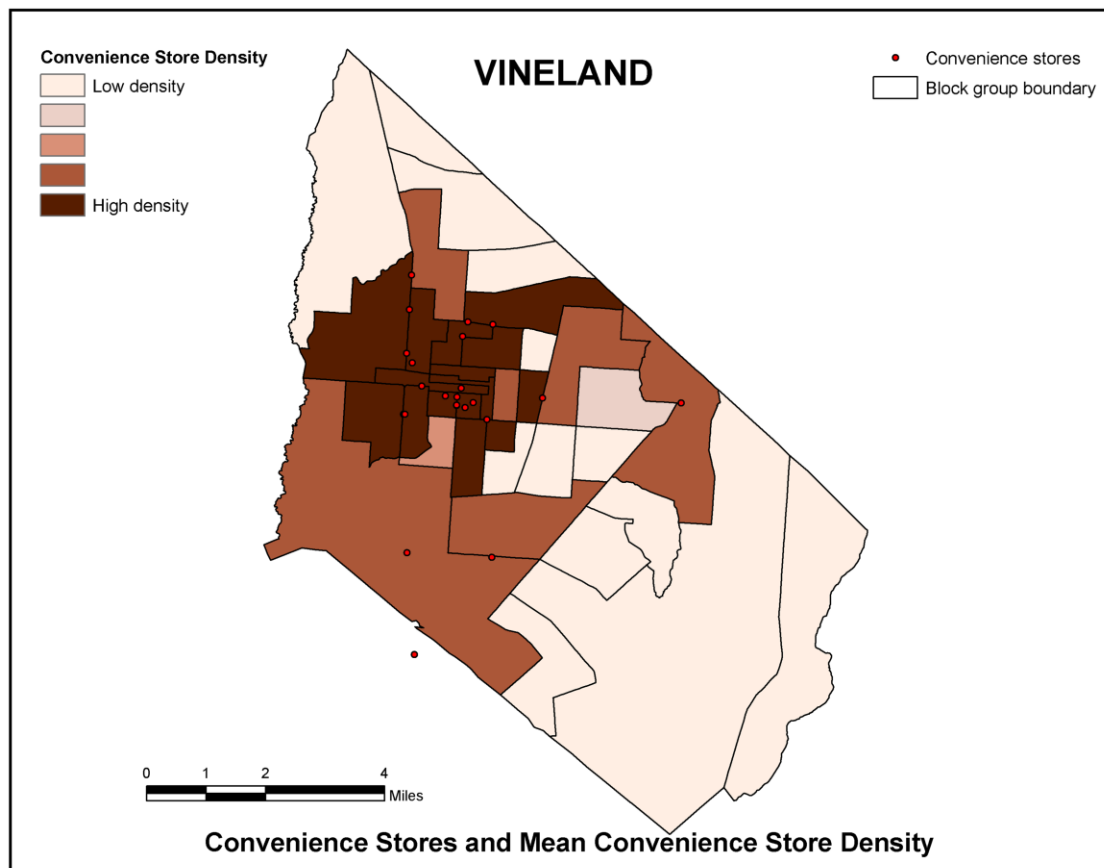 VINELAND
Convenience Store Density
Low density
High density
Convenience stores
Block group boundary
0 1 2 4
Miles
Convenience Stores and Mean Convenience Store Density